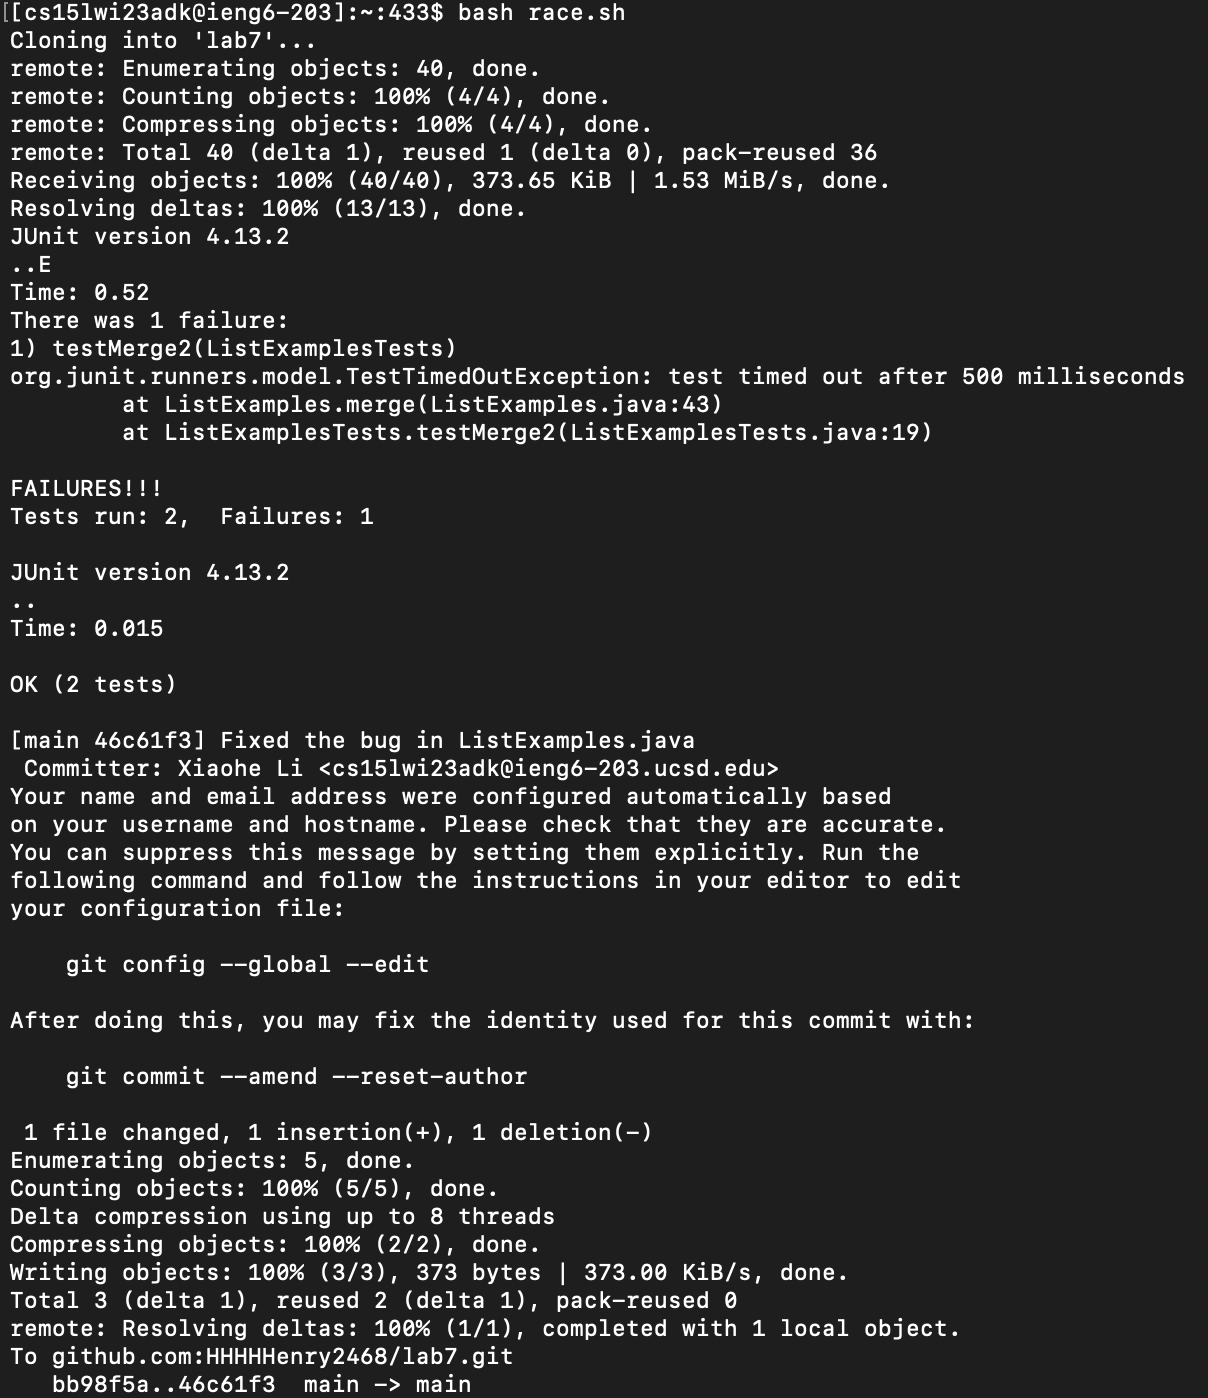 [[cs15lwi23adk@ieng6-203]:~:433$ bash race.sh
Cloning into 'lab7'...
remote: Enumerating objects: 40, done.
remote: Counting objects: 100% (4/4), done.
remote: Compressing objects: 100% (4/4), done.
remote: Total 40 (delta 1), reused 1 (delta 0), pack-reused 36
Receiving objects: 100% (40/40), 373.65 KiB | 1.53 MiB/s, done.
Resolving deltas: 100% (13/13), done.
JUnit version 4.13.2
..E
Time: 0.52
There was 1 failure:
1) testMerge2(ListExamplesTests)
org.junit.runners.model.TestTimedOutException: test timed out after 500 milliseconds
        at ListExamples.merge(ListExamples.java:43)
        at ListExamplesTests.testMerge2(ListExamplesTests.java:19)

FAILURES!!!
Tests run: 2,  Failures: 1

JUnit version 4.13.2
..
Time: 0.015

OK (2 tests)

[main 46c61f3] Fixed the bug in ListExamples.java
 Committer: Xiaohe Li <cs15lwi23adk@ieng6-203.ucsd.edu>
Your name and email address were configured automatically based
on your username and hostname. Please check that they are accurate.
You can suppress this message by setting them explicitly. Run the
following command and follow the instructions in your editor to edit
your configuration file:

    git config --global --edit

After doing this, you may fix the identity used for this commit with:

    git commit --amend --reset-author

 1 file changed, 1 insertion(+), 1 deletion(-)
Enumerating objects: 5, done.
Counting objects: 100% (5/5), done.
Delta compression using up to 8 threads
Compressing objects: 100% (2/2), done.
Writing objects: 100% (3/3), 373 bytes | 373.00 KiB/s, done.
Total 3 (delta 1), reused 2 (delta 1), pack-reused 0
remote: Resolving deltas: 100% (1/1), completed with 1 local object.
To github.com:HHHHHenry2468/lab7.git
   bb98f5a..46c61f3  main -> main